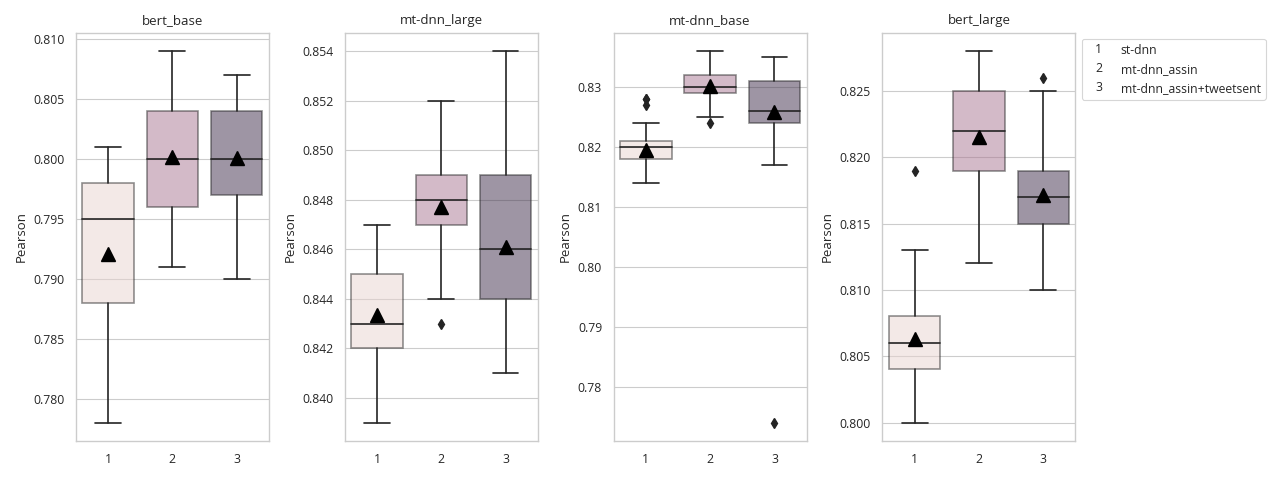 bert_base
mt-dnn_large
mt-dnn_base
bert_large
Pearson
0.810
0.805
0.800
0.795
0.790
0.785
0.780
1 2 3
Pearson
0.854
0.852
0.850
0.848
0.846
0.844
0.842
0.840
1 2 3
Pearson
0.83
0.82
0.81
0.80
0.79
0.78
1 2 3
Pearson
0.825
0.820
0.815
0.810
0.805
0.800
1 2 3
1 st-dnn
2 mt-dnn_assin
3 mt-dnn_assin+tweetsent